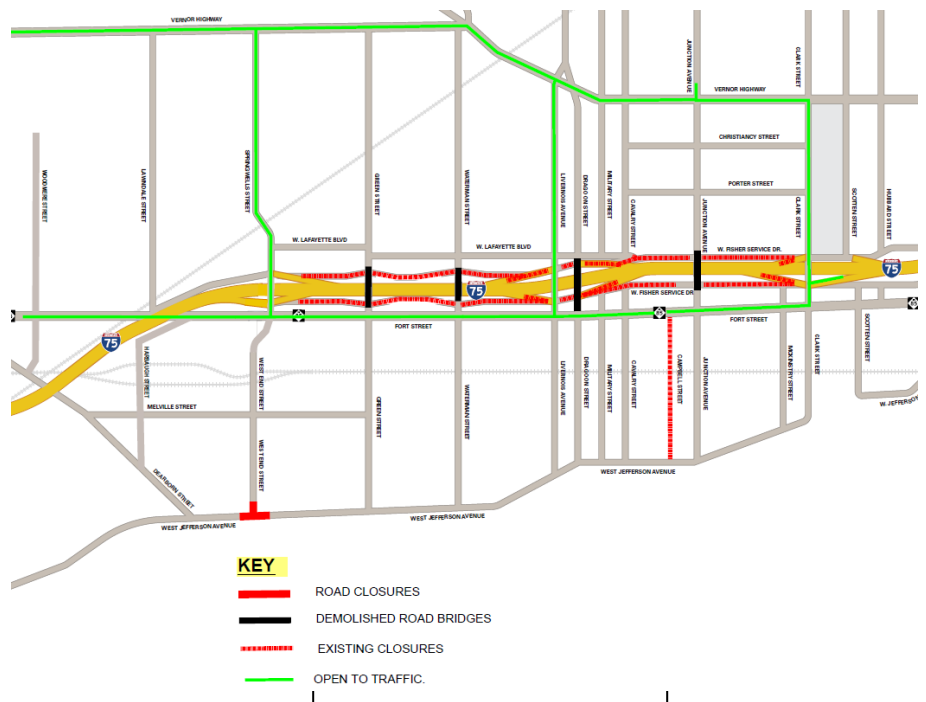 VERNOR HIGHWAY
JUNCTION AVENUE
CLARK STREET
VERNOR HIGHWAY
CHRISTIANCY STREET
PORTER STREET
WOODMERE STREET
LAWNDALE STREET
SPRINGWELLS STREET
GREEN STREET
WATERMAN STREET
LIVERNOIS AVENUE
DRAGOON STREET
MILITARY STREET
CAVALRY STREET
JUNCTION AVENUE
CLARK STREET
SCOTTEN STREET
HUBBARD STREET
W. LAFAYETTE BLVD
W. LAFAYETTE BLVD
W. FISHER SERVICE DR.
75
75
W. FISHER SERVICE DR
FORT STREET
FORT STREET
75
HARBAUGH STREET
WEST END STREET
GREEN STREET
WATERMAN STREET
LIVERNOIS AVENUE
DRAGOON STREET
MILITARY STREET
CAVALRY STREET
CAMPBELL STREET
JUNCTION AVENUE
MCKINSTRY STREET
CLARK STREET
SCOTTEN STREET
W. JEFFERSON
MELVILLE STREET
WEST END STREET
DEARBORN STREET
WEST JEFFERSON AVENUE
WEST JEFFERSON AVENUE
WEST JEFFERSON AVENUE
KEY
ROAD CLOSURES
DEMOLISHED ROAD BRIDGES
EXISTING CLOSURES
OPEN TO TRAFFIC.